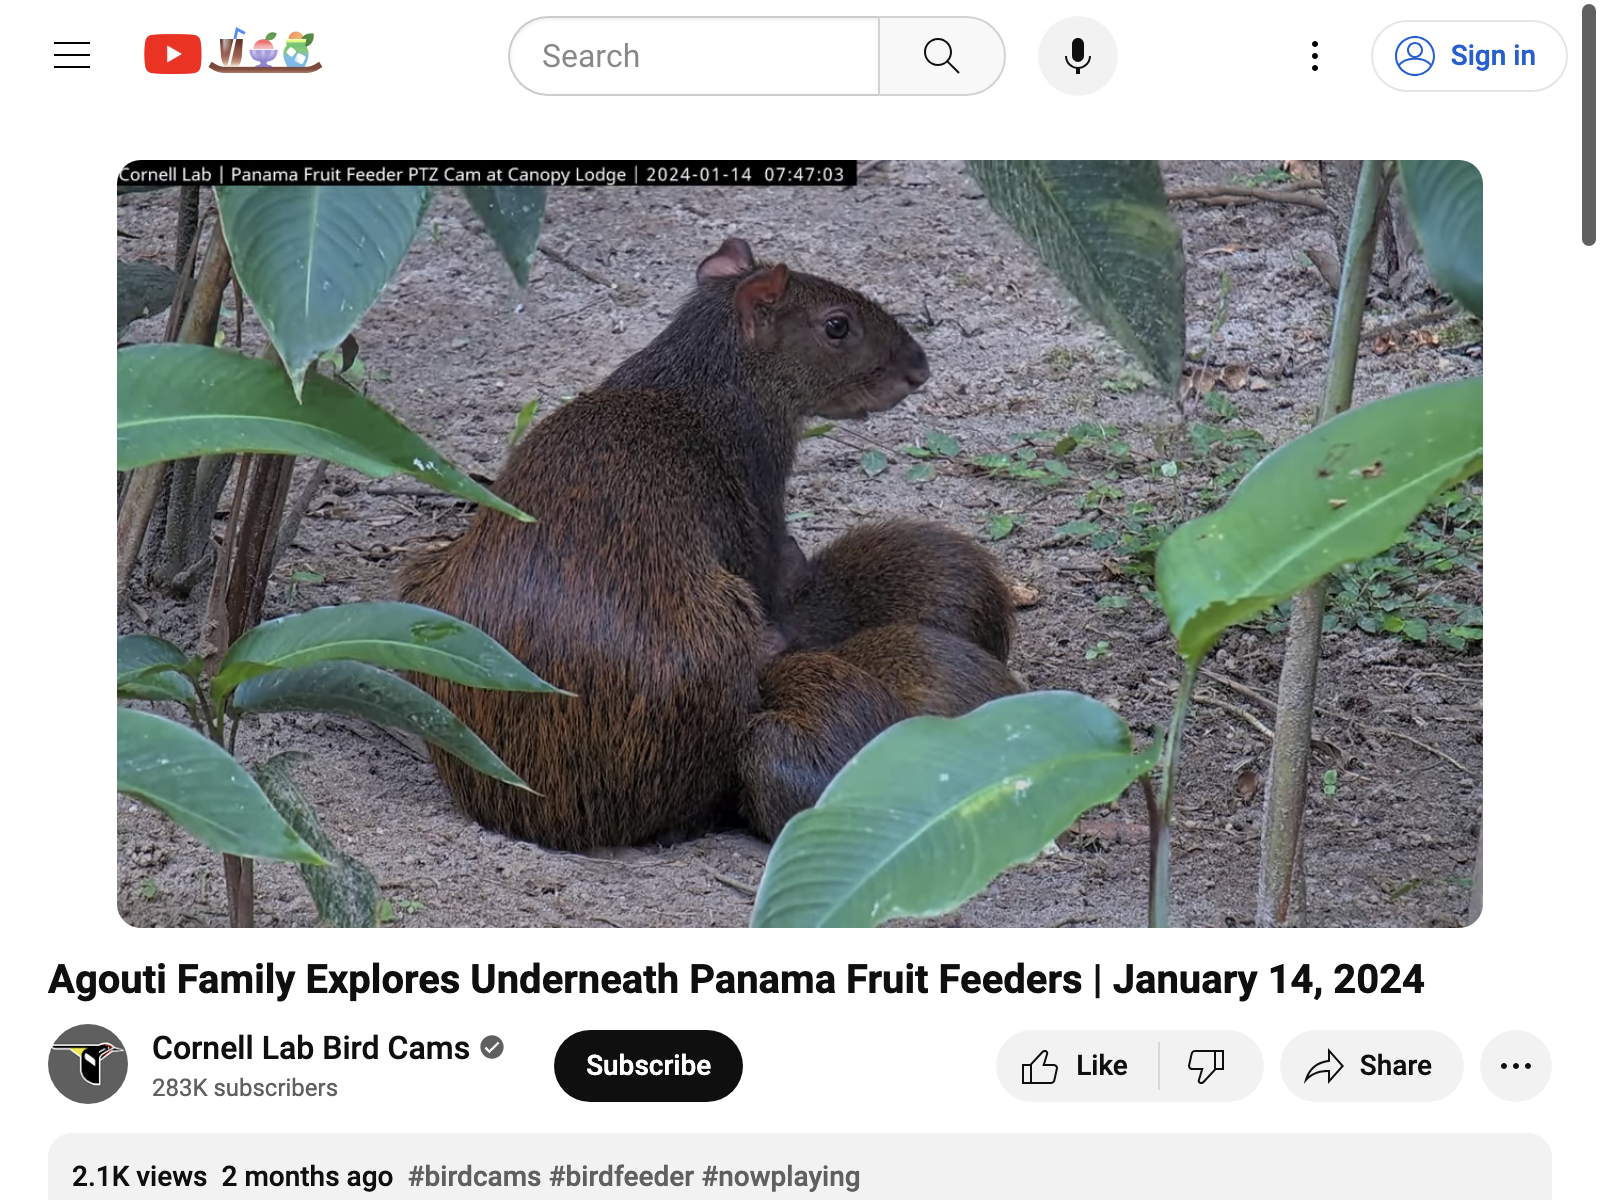 Search
Sign in
Cornell Lab | Panama Fruit Feeder PTZ Cam at Canopy Lodge | 2024-01-14 07:47:03
Agouti Family Explores Underneath Panama Fruit Feeders | January 14, 2024
Cornell Lab Bird Cams
283K subscribers
Subscribe
Like
Share
2.1K views 2 months ago #birdcams #birdfeeder #nowplaying